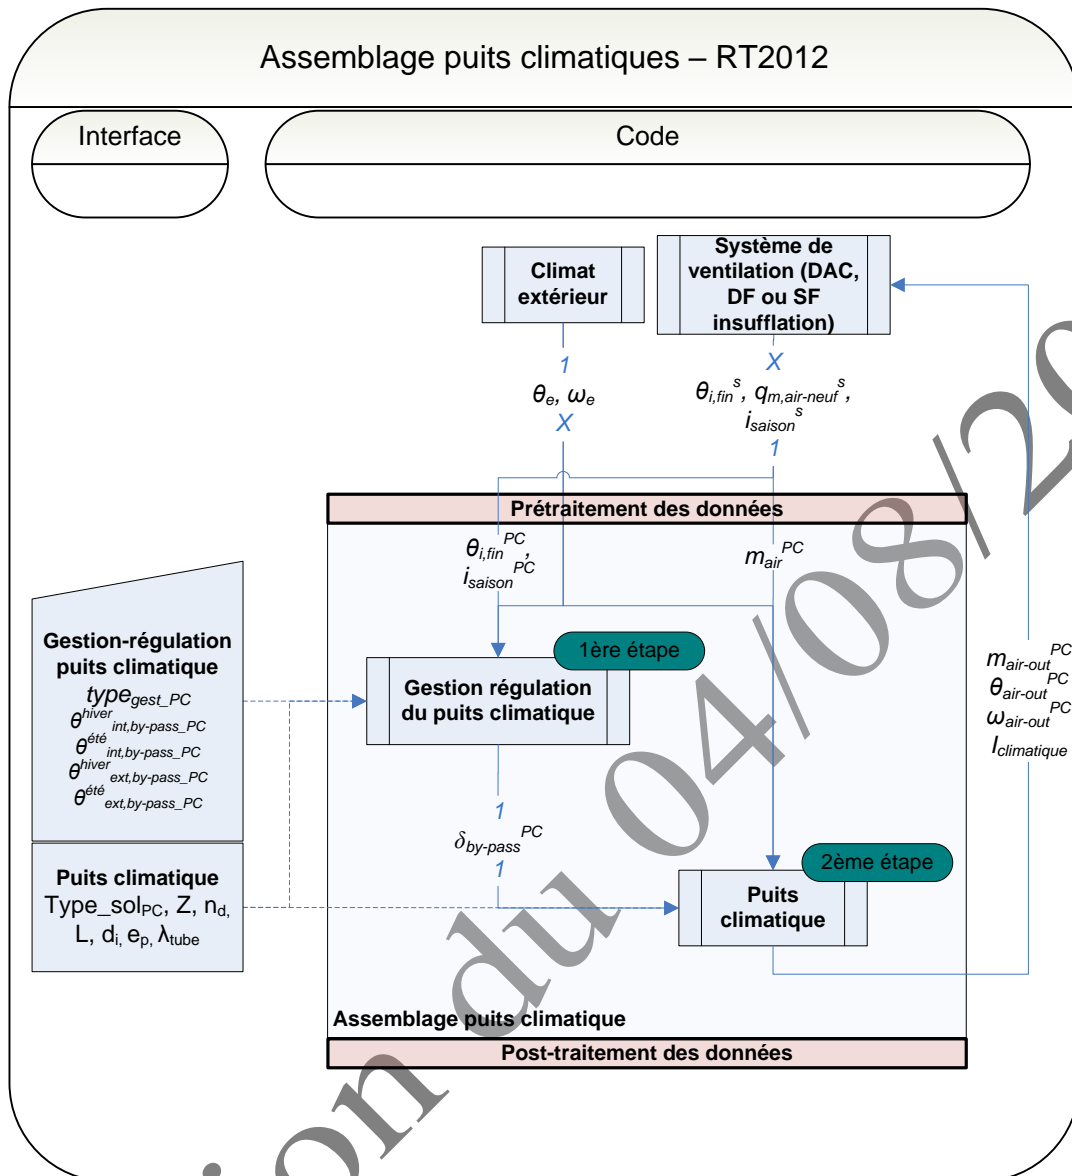 Assemblage puits climatiques – RT2012
Interface
Code
Climat
extérieur
Système de
ventilation (DAC,
DF ou SF
insufflation)
1
θe, ωe
X
X
θi,fin^s, qm,air-neuf^s,
isaison^s
1
Prétraitement des données
θi,fin^PC,
isaison^PC
mair^PC
Gestion-régulation
puits climatique
typegest_PC
θ^hiver int,by-pass_PC
θ^été int,by-pass_PC
θ^hiver ext,by-pass_PC
θ^été ext,by-pass_PC
1ère étape
Gestion régulation
du puits climatique
mair-out^PC
θair-out^PC
ωair-out^PC
Iclimatique
1
δby-pass^PC
1
2ème étape
Puits
climatique
Puits climatique
Type_solPC, Z, nd,
L, di, ep, λtube
Assemblage puits climatique
Post-traitement des données
du 04/08/20